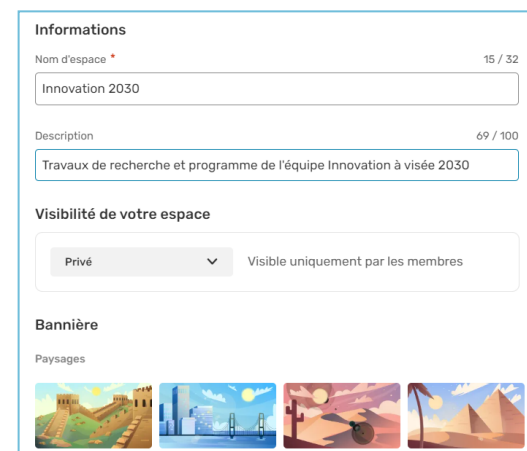 Informations
Nom d'espace * 15 / 32
Innovation 2030
Description 69 / 100
Travaux de recherche et programme de l'équipe Innovation à visée 2030
Visibilité de votre espace
Privé Visible uniquement par les membres
Bannière
Paysages